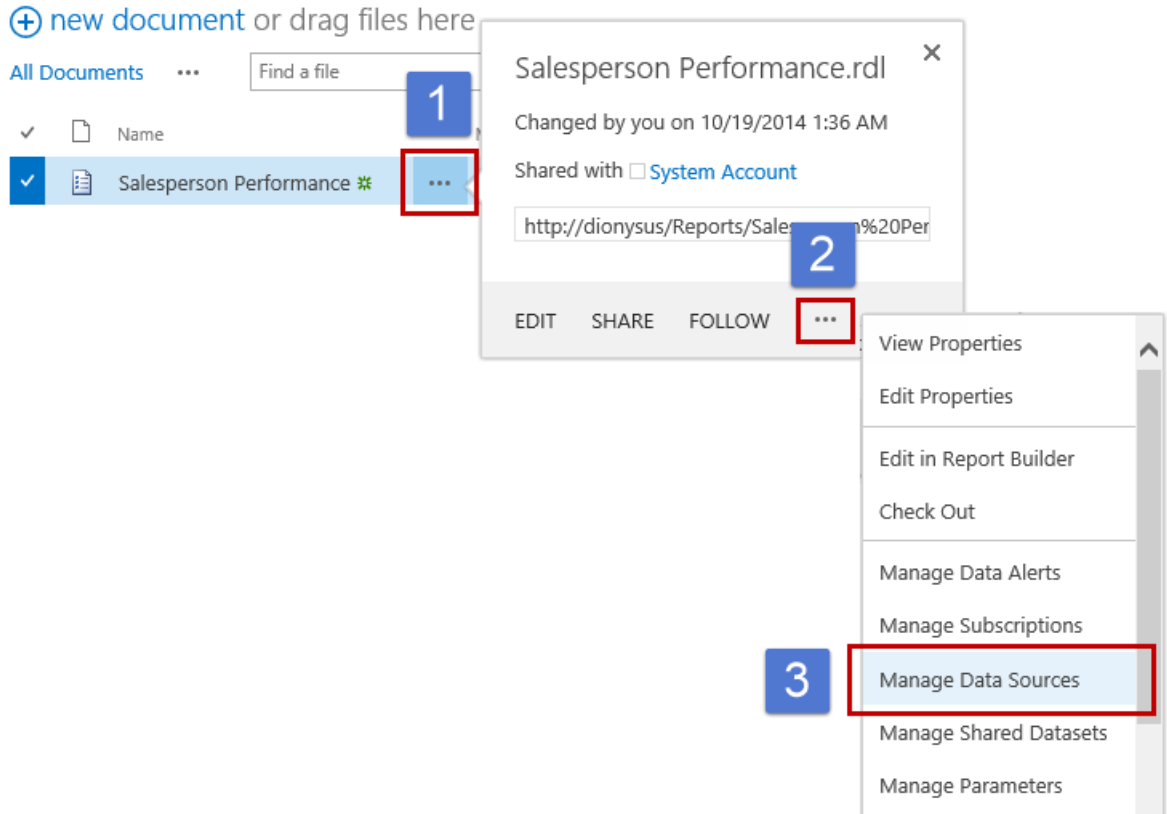 new document or drag files here
All Documents ...
Find a file
1
Name
Salesperson Performance
...
Salesperson Performance.rdl
Changed by you on 10/19/2014 1:36 AM
Shared with System Account
http://dionysus/Reports/Sales %20Per
2
EDIT SHARE FOLLOW ...
View Properties
Edit Properties
Edit in Report Builder
Check Out
Manage Data Alerts
Manage Subscriptions
3
Manage Data Sources
Manage Shared Datasets
Manage Parameters